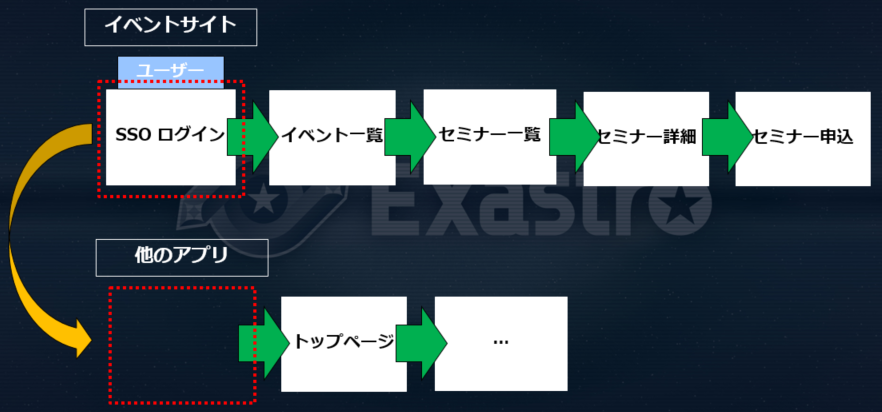 イベントサイト
ユーザー
SSO ログイン
イベント一覧
セミナー一覧
セミナー詳細
セミナー申込
Exastro
他のアプリ
トップページ
…